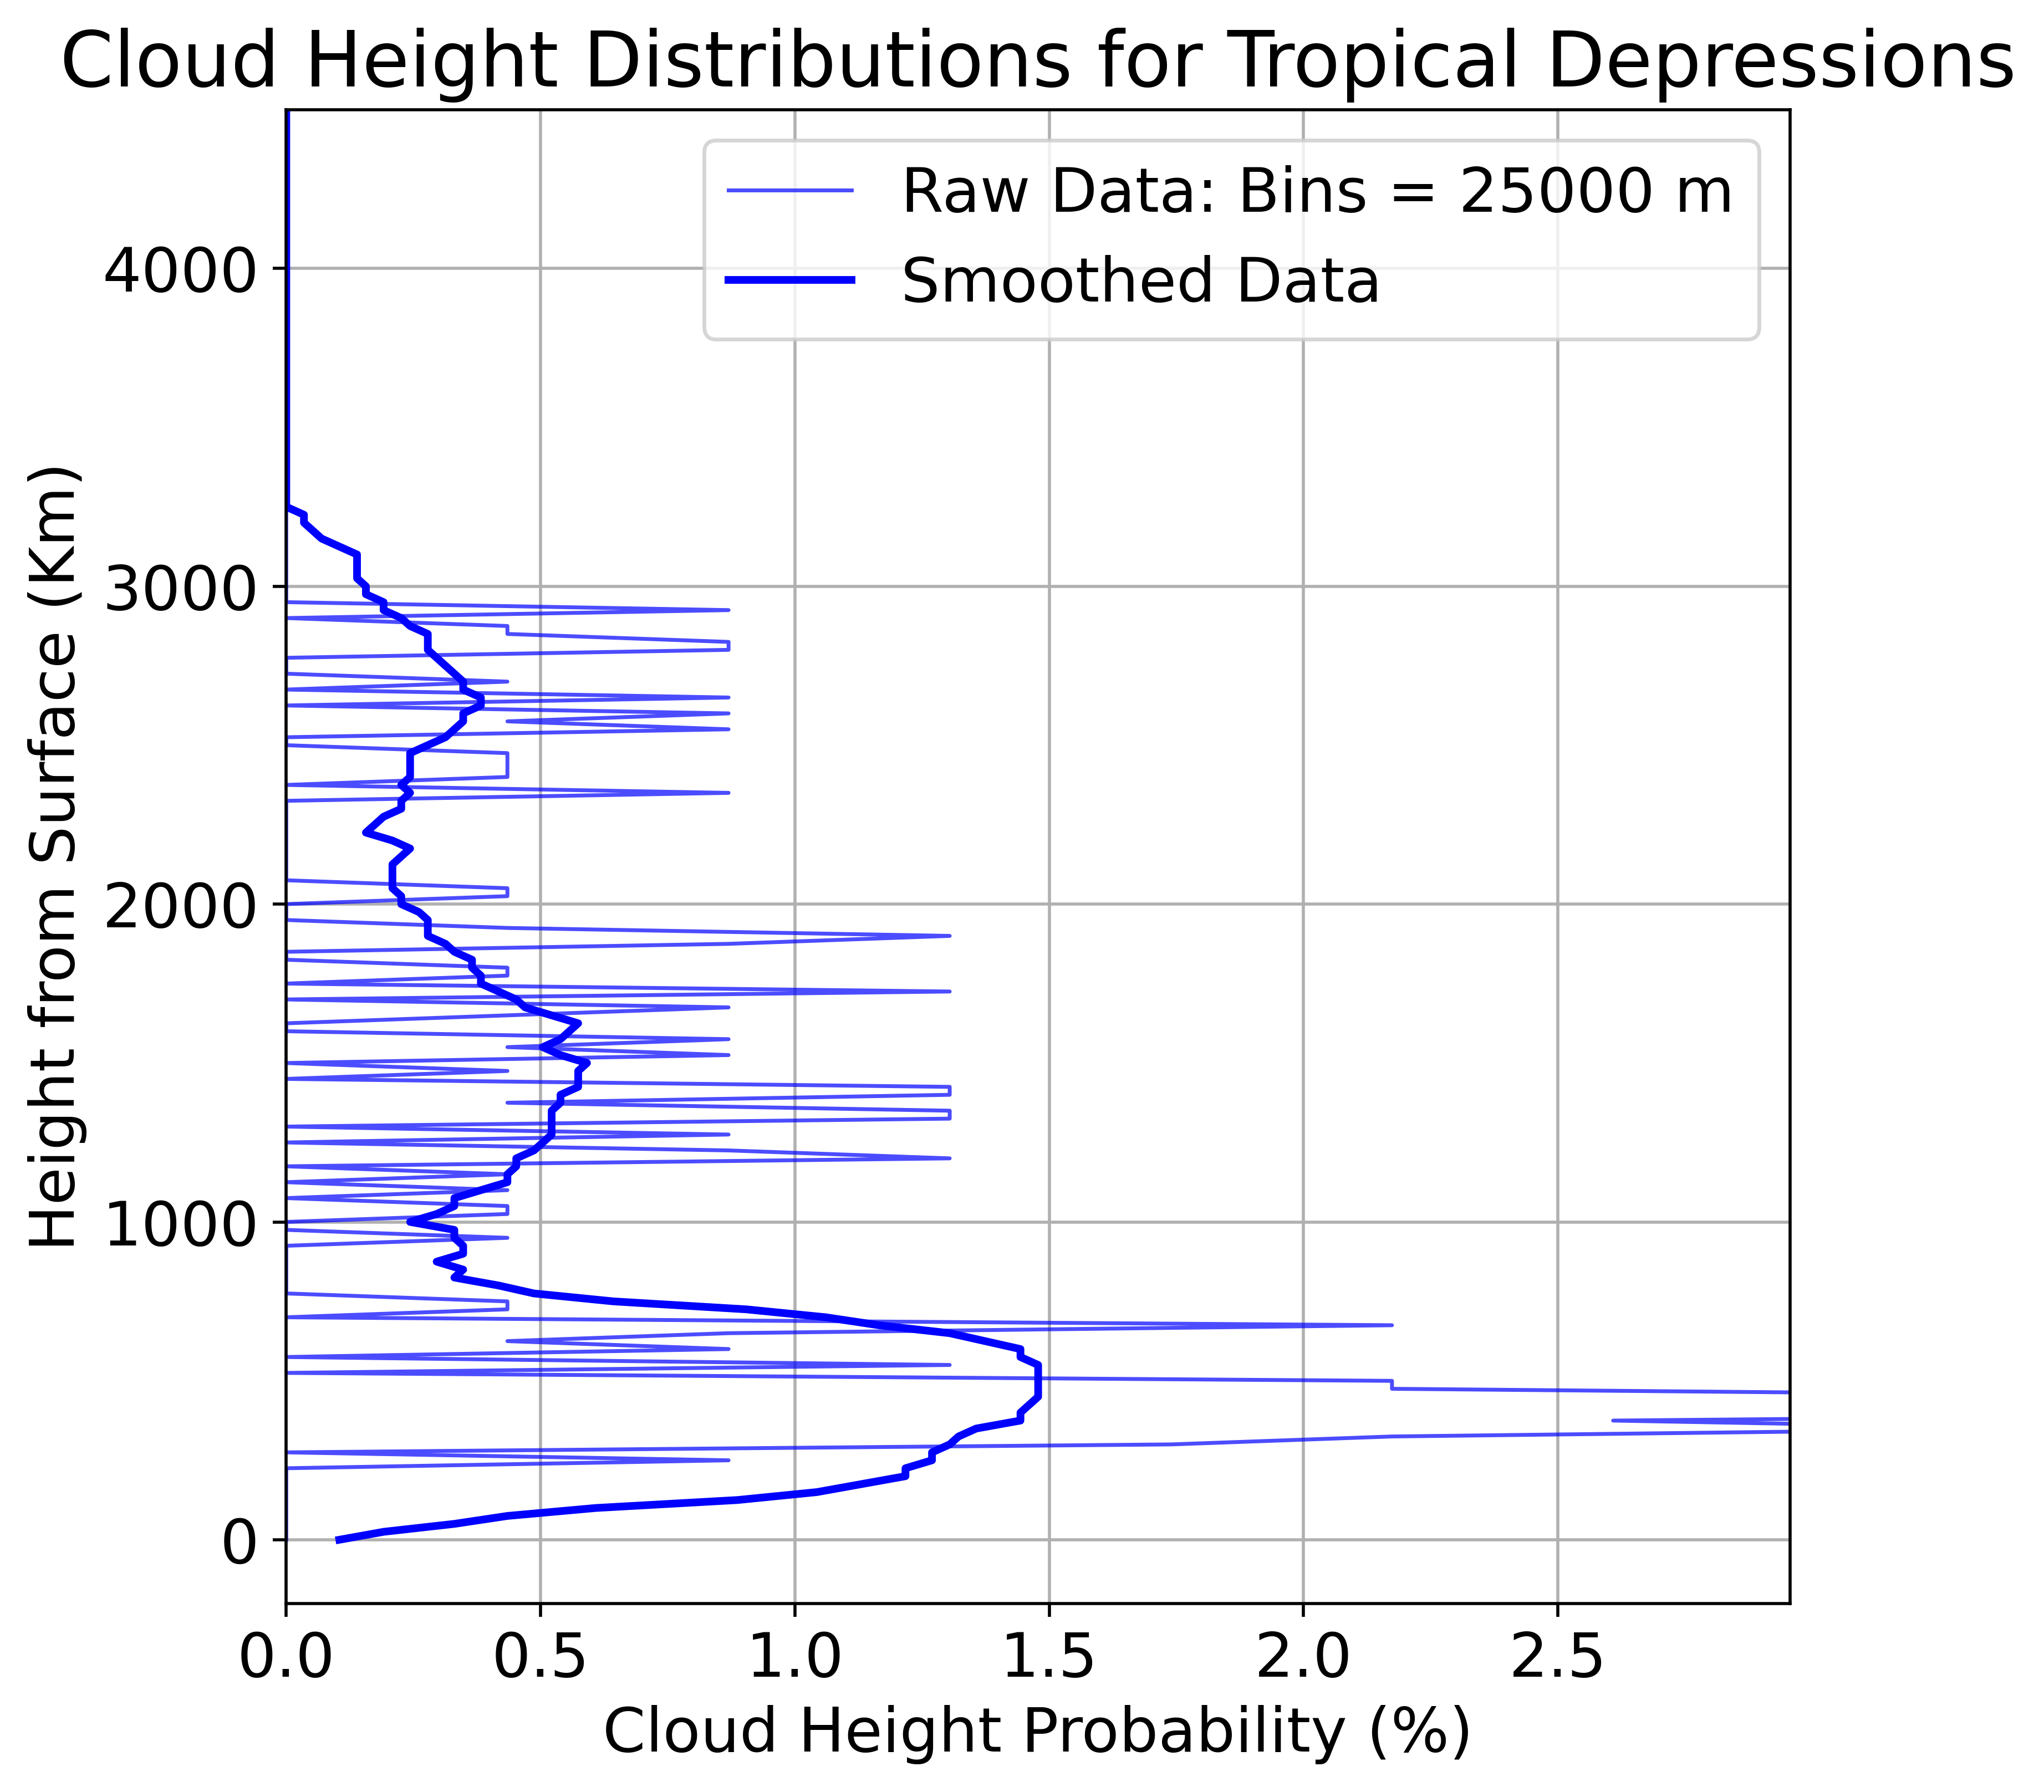 Cloud Height Distributions for Tropical Depressions
Raw Data: Bins = 25000 m
Smoothed Data
Height from Surface (Km)
4000
3000
2000
1000
0
0.0 0.5 1.0 1.5 2.0 2.5
Cloud Height Probability (%)